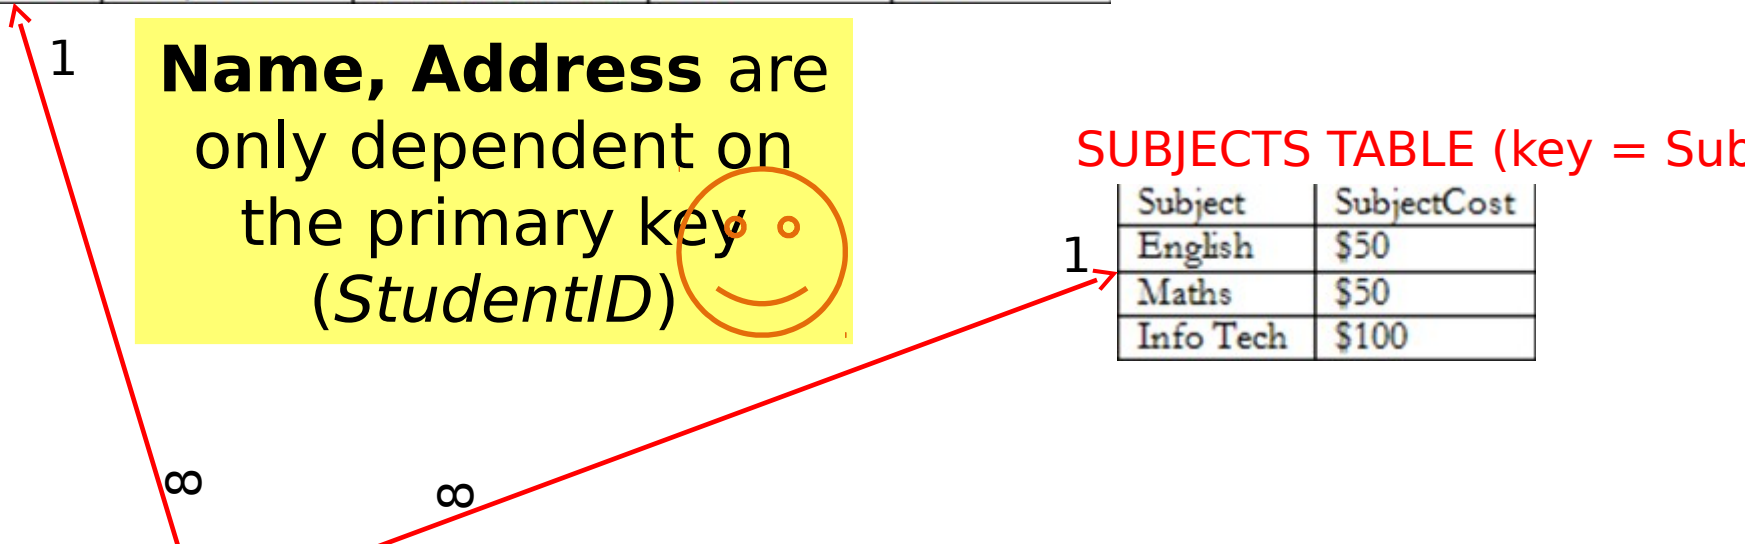 1
Name, Address are
only dependent on
the primary key
(StudentID)
SUBJECTS TABLE (key = Sub
Subject SubjectCost
1
English $50
Maths $50
Info Tech $100
∞
∞